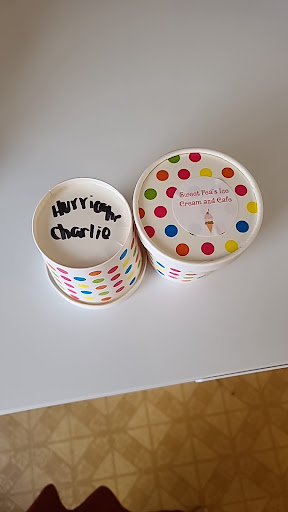 Hurricane
Charlie
Sweet Pea's Ice
Cream and Cafe